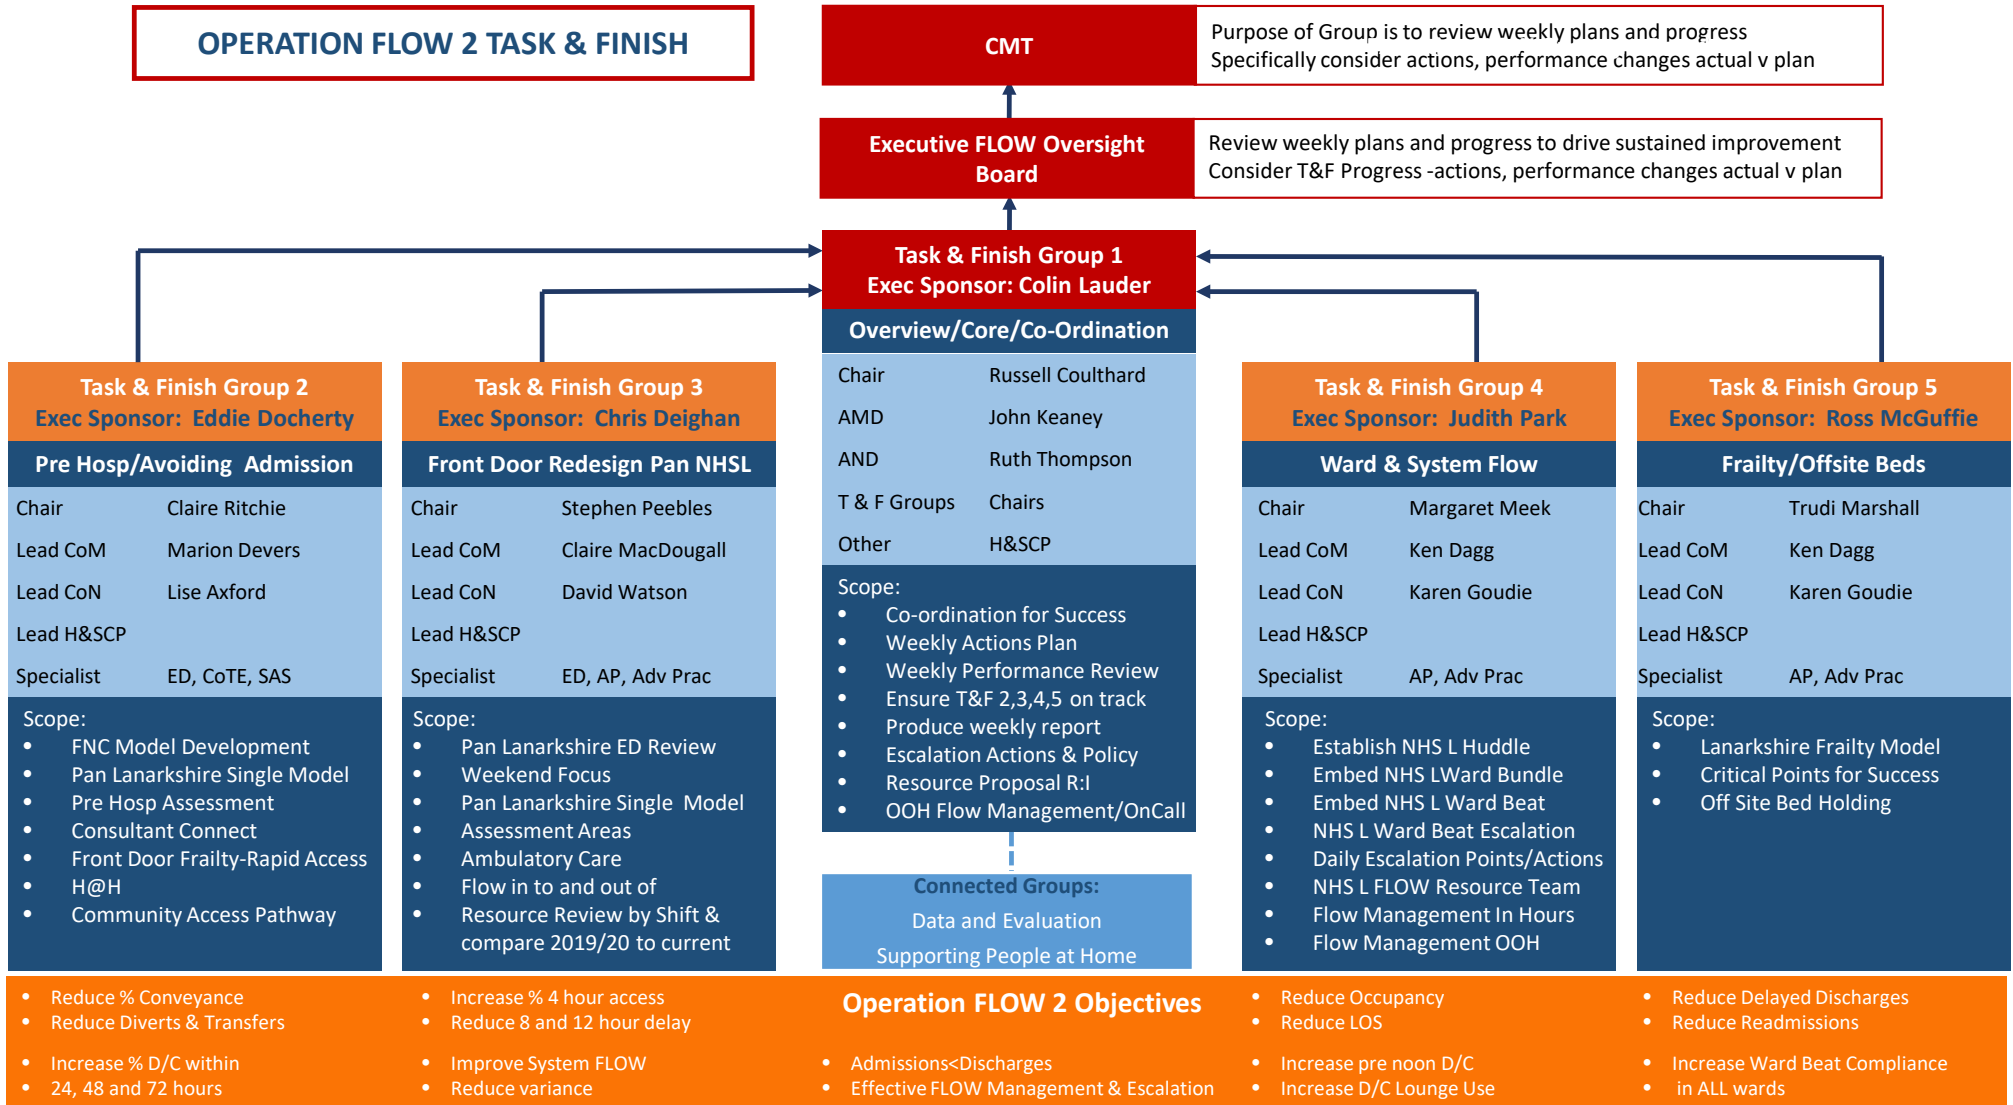 OPERATION FLOW 2 TASK & FINISH
CMT
Purpose of Group is to review weekly plans and progress
Specifically consider actions, performance changes actual v plan
Executive FLOW Oversight
Board
Review weekly plans and progress to drive sustained improvement
Consider T&F Progress -actions, performance changes actual v plan
Task & Finish Group 1
Exec Sponsor: Colin Lauder
Overview/Core/Co-Ordination
Chair Russell Coulthard
AMD John Keaney
AND Ruth Thompson
T & F Groups Chairs
Other H&SCP
Scope:
• Co-ordination for Success
• Weekly Actions Plan
• Weekly Performance Review
• Ensure T&F 2,3,4,5 on track
• Produce weekly report
• Escalation Actions & Policy
• Resource Proposal R:I
• OOH Flow Management/OnCall
Connected Groups:
Data and Evaluation
Supporting People at Home
Task & Finish Group 2
Exec Sponsor: Eddie Docherty
Pre Hosp/Avoiding Admission
Chair Claire Ritchie
Lead CoM Marion Devers
Lead CoN Lise Axford
Lead H&SCP
Specialist ED, CoTE, SAS
Scope:
• FNC Model Development
• Pan Lanarkshire Single Model
• Pre Hosp Assessment
• Consultant Connect
• Front Door Frailty-Rapid Access
• H@H
• Community Access Pathway
Task & Finish Group 3
Exec Sponsor: Chris Deighan
Front Door Redesign Pan NHSL
Chair Stephen Peebles
Lead CoM Claire MacDougall
Lead CoN David Watson
Lead H&SCP
Specialist ED, AP, Adv Prac
Scope:
• Pan Lanarkshire ED Review
• Weekend Focus
• Pan Lanarkshire Single Model
• Assessment Areas
• Ambulatory Care
• Flow in to and out of
• Resource Review by Shift &
compare 2019/20 to current
Task & Finish Group 4
Exec Sponsor: Judith Park
Ward & System Flow
Chair Margaret Meek
Lead CoM Ken Dagg
Lead CoN Karen Goudie
Lead H&SCP
Specialist AP, Adv Prac
Scope:
• Establish NHS L Huddle
• Embed NHS LWard Bundle
• Embed NHS L Ward Beat
• NHS L Ward Beat Escalation
• Daily Escalation Points/Actions
• NHS L FLOW Resource Team
• Flow Management In Hours
• Flow Management OOH
Task & Finish Group 5
Exec Sponsor: Ross McGuffie
Frailty/Offsite Beds
Chair Trudi Marshall
Lead CoM Ken Dagg
Lead CoN Karen Goudie
Lead H&SCP
Specialist AP, Adv Prac
Scope:
• Lanarkshire Frailty Model
• Critical Points for Success
• Off Site Bed Holding
Operation FLOW 2 Objectives
• Reduce % Conveyance
• Reduce Diverts & Transfers
• Increase % D/C within
• 24, 48 and 72 hours
• Increase % 4 hour access
• Reduce 8 and 12 hour delay
• Improve System FLOW
• Reduce variance
• Admissions<Discharges
• Effective FLOW Management & Escalation
• Reduce Occupancy
• Reduce LOS
• Increase pre noon D/C
• Increase D/C Lounge Use
• Reduce Delayed Discharges
• Reduce Readmissions
• Increase Ward Beat Compliance
• in ALL wards